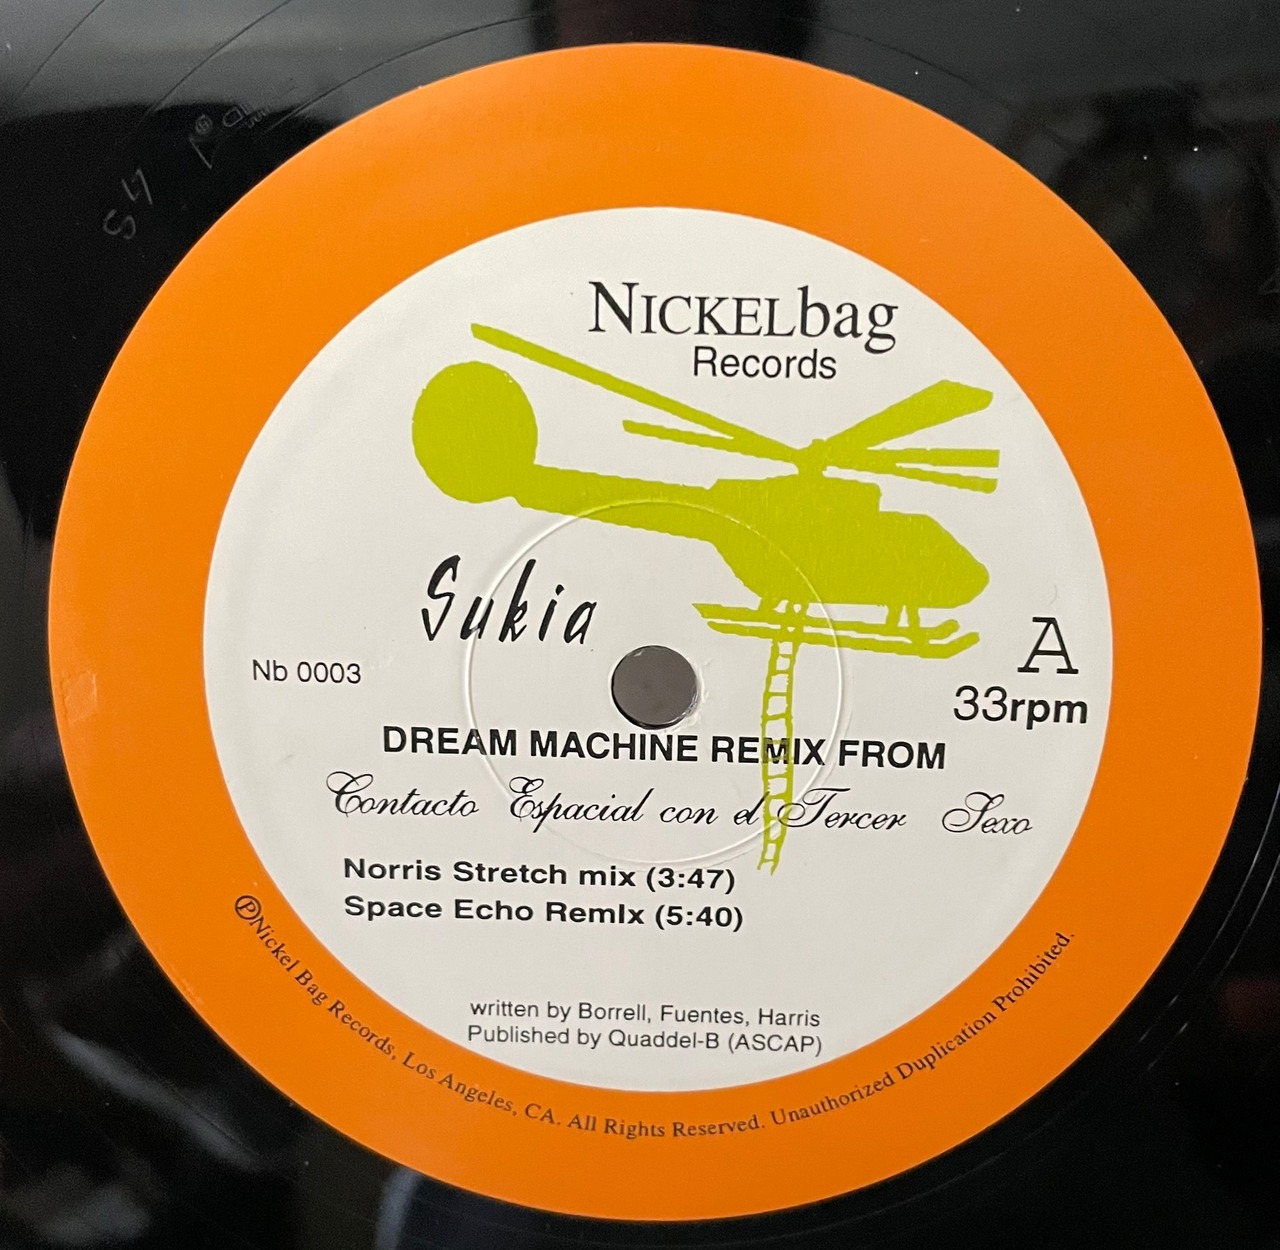 NICKELbag
Records
Sukia
Nb 0003
A
33rpm
DREAM MACHINE REMIX FROM
Contacto Espacial con el Tercer Sexo
Norris Stretch mix (3:47)
Space Echo RemIx (5:40)
written by Borrell, Fuentes, Harris
Published by Quaddel-B (ASCAP)
℗Nickel Bag Records, Los Angeles, CA. All Rights Reserved. Unauthorized Duplication Prohibited.